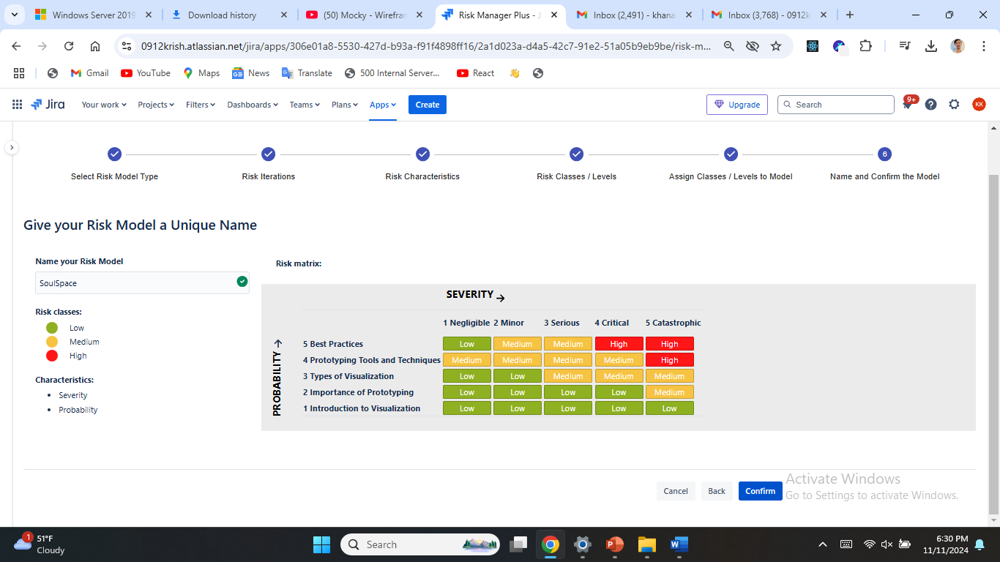 Windows Server 2019
Download history
(50) Mocky - Wirefran
Risk Manager Plus - J
Inbox (2,491) - khana
Inbox (3,768) - 0912k
0912krish.atlassian.net/jira/apps/306e01a8-5530-427d-b93a-f91f4898ff16/2a1d023a-d4a5-42c7-91e2-51a05b9eb9be/risk-m...
Gmail YouTube Maps News Translate 500 Internal Server... React
Jira Your work Projects Filters Dashboards Teams Plans Apps Create Upgrade Search 9+ KK
6
Select Risk Model Type Risk Iterations Risk Characteristics Risk Classes / Levels Assign Classes / Levels to Model Name and Confirm the Model
Give your Risk Model a Unique Name
Name your Risk Model
SoulSpace
Risk classes:
Low
Medium
High
Characteristics:
• Severity
• Probability
Risk matrix:
SEVERITY →
PROBABILITY →
1 Negligible 2 Minor 3 Serious 4 Critical 5 Catastrophic
5 Best Practices Low Medium Medium High High
4 Prototyping Tools and Techniques Medium Medium Medium Medium High
3 Types of Visualization Low Low Medium Medium Medium
2 Importance of Prototyping Low Low Low Low Medium
1 Introduction to Visualization Low Low Low Low Low
Cancel Back Confirm
Activate Windows
Go to Settings to activate Windows.
1
51°F
Cloudy
Search
P
W
6:30 PM
11/11/2024